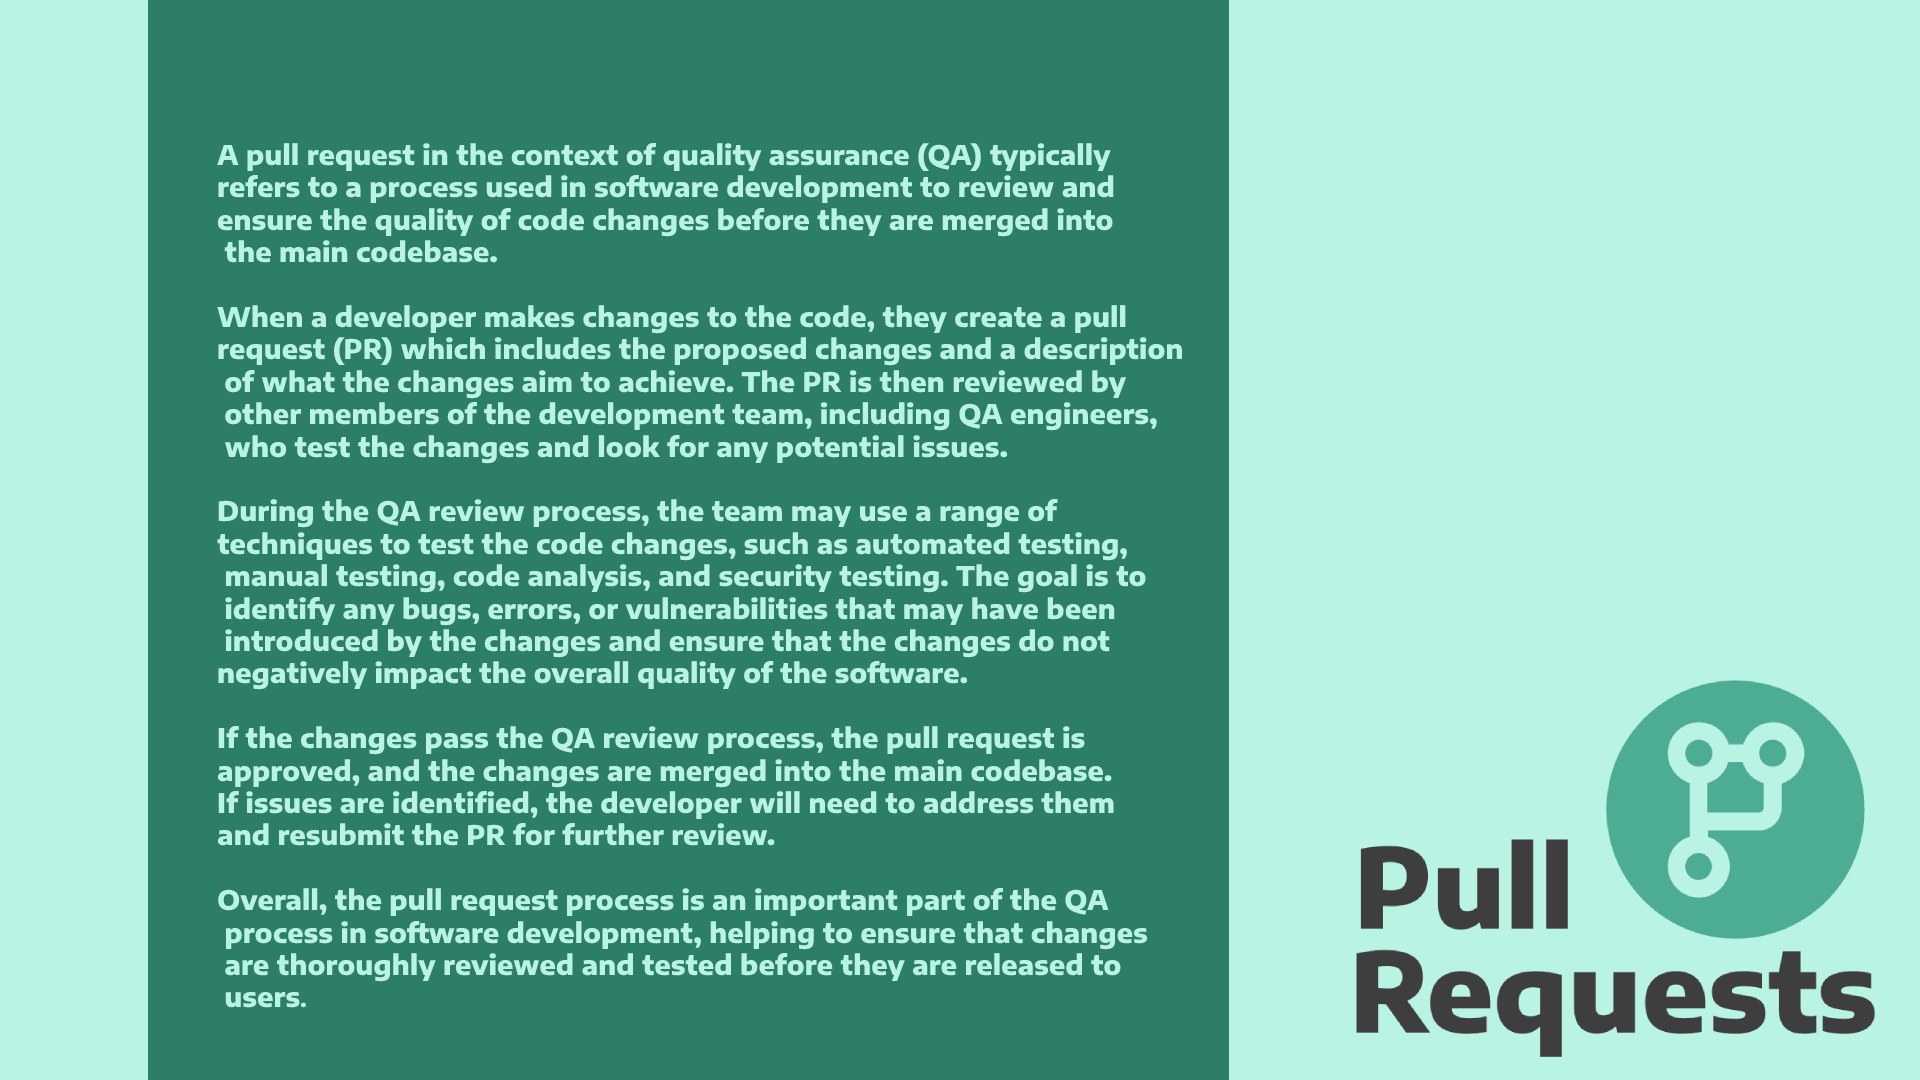 A pull request in the context of quality assurance (QA) typically
refers to a process used in software development to review and
ensure the quality of code changes before they are merged into
the main codebase.
When a developer makes changes to the code, they create a pull
request (PR) which includes the proposed changes and a description
of what the changes aim to achieve. The PR is then reviewed by
other members of the development team, including QA engineers,
who test the changes and look for any potential issues.
During the QA review process, the team may use a range of
techniques to test the code changes, such as automated testing,
manual testing, code analysis, and security testing. The goal is to
identify any bugs, errors, or vulnerabilities that may have been
introduced by the changes and ensure that the changes do not
negatively impact the overall quality of the software.
If the changes pass the QA review process, the pull request is
approved, and the changes are merged into the main codebase.
If issues are identified, the developer will need to address them
and resubmit the PR for further review.
Overall, the pull request process is an important part of the QA
process in software development, helping to ensure that changes
are thoroughly reviewed and tested before they are released to
users.
Pull
Requests